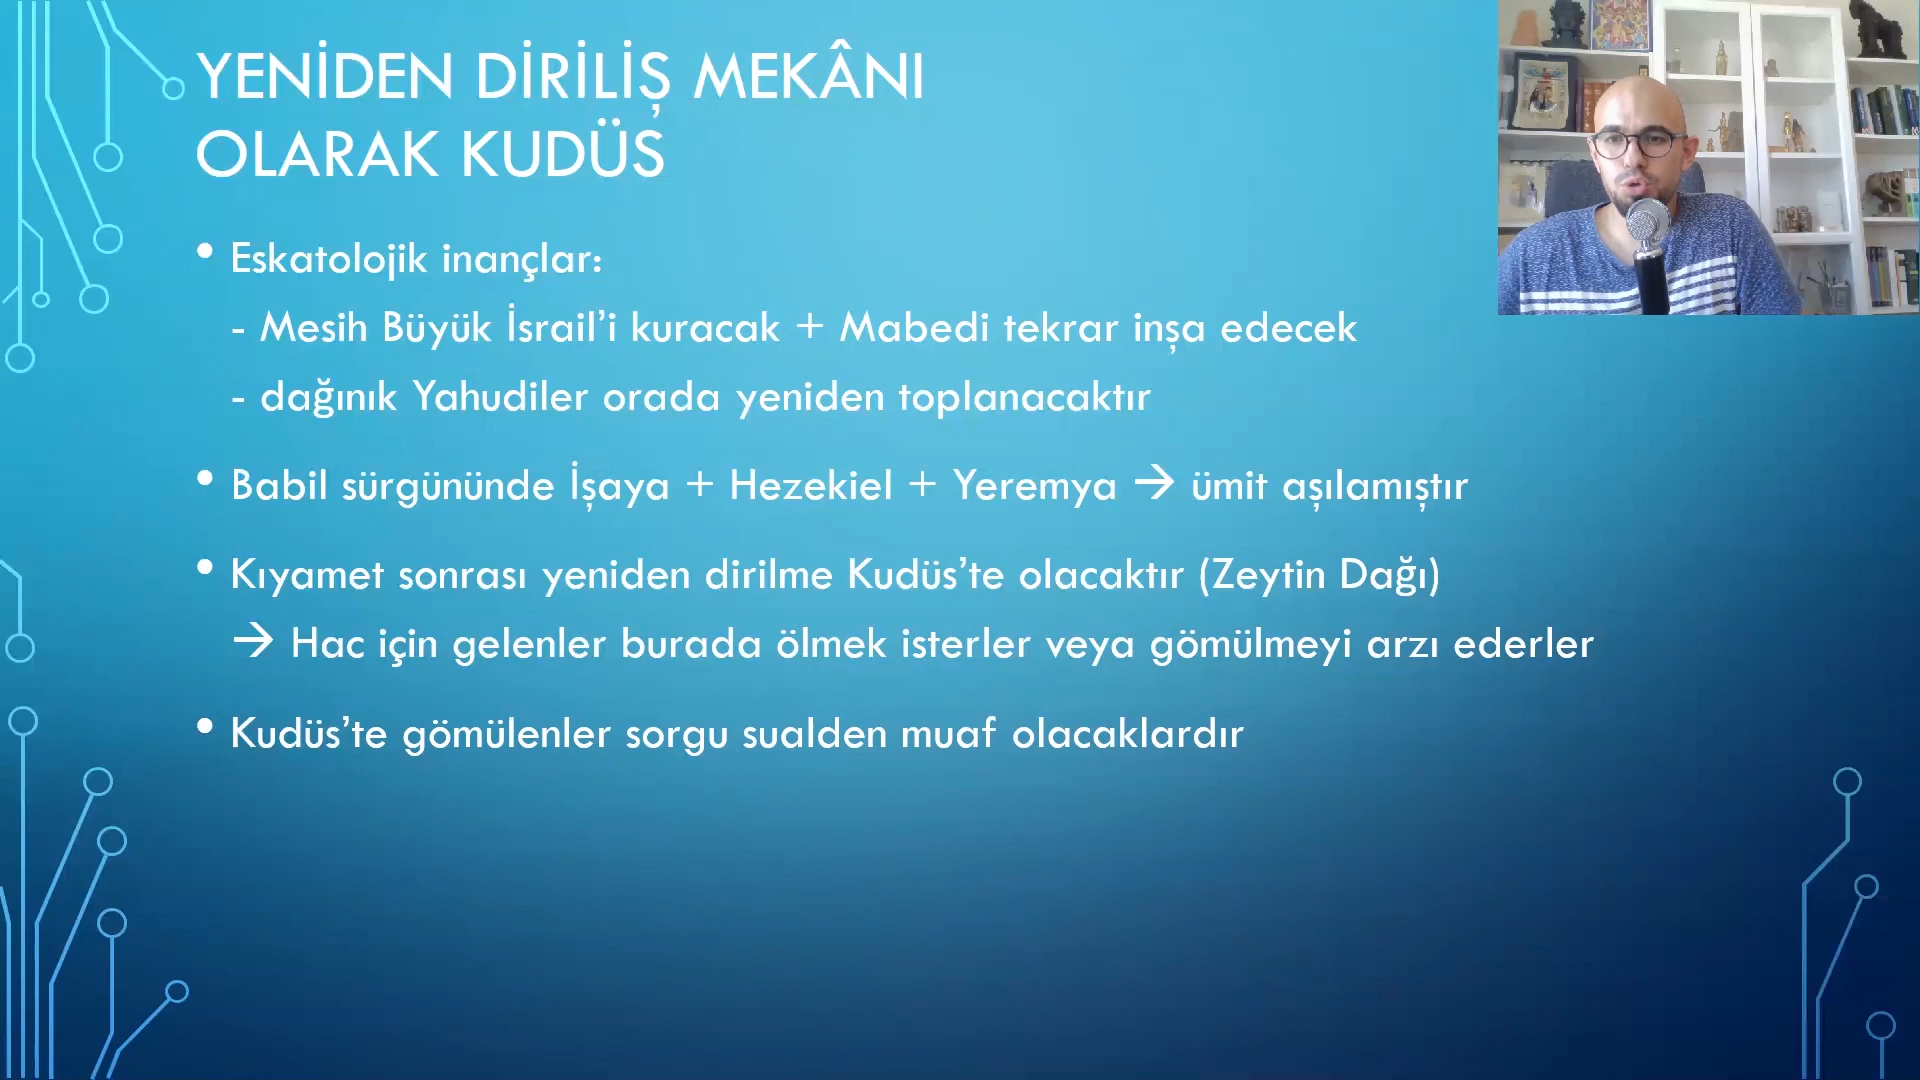 YENİDEN DİRİLİŞ MEKÂNI
OLARAK KUDÜS
• Eskatolojik inançlar:
- Mesih Büyük İsrail’i kuracak + Mabedi tekrar inşa edecek
- dağınık Yahudiler orada yeniden toplanacaktır
• Babil sürgününde İşaya + Hezekiel + Yeremya → ümit aşılamıştır
• Kıyamet sonrası yeniden dirilme Kudüs’te olacaktır (Zeytin Dağı)
→ Hac için gelenler burada ölmek isterler veya gömülmeyi arzı ederler
• Kudüs’te gömülenler sorgu sualden muaf olacaklardır